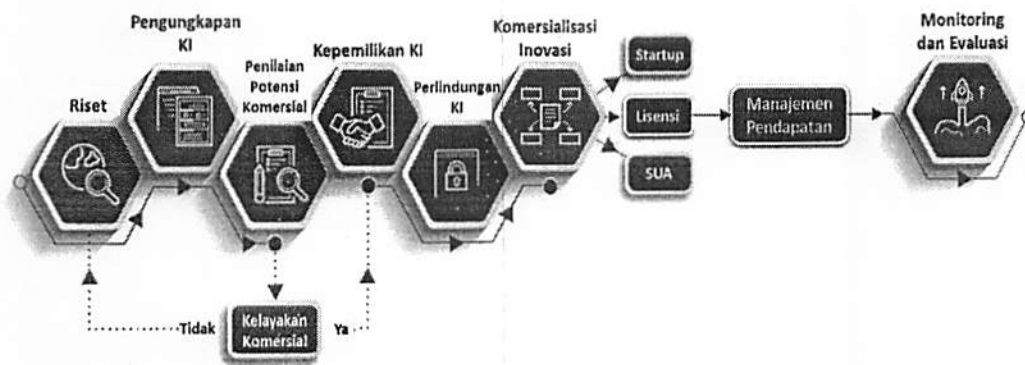 Riset
Pengungkapan
KI
Penilaian
Potensi
Komersial
Kepemilikan KI
Perlindungan
KI
Komersialisasi
Inovasi
Startup
Lisensi
SUA
Manajemen
Pendapatan
Monitoring
dan Evaluasi
Tidak
Kelayakan
Komersial
Ya